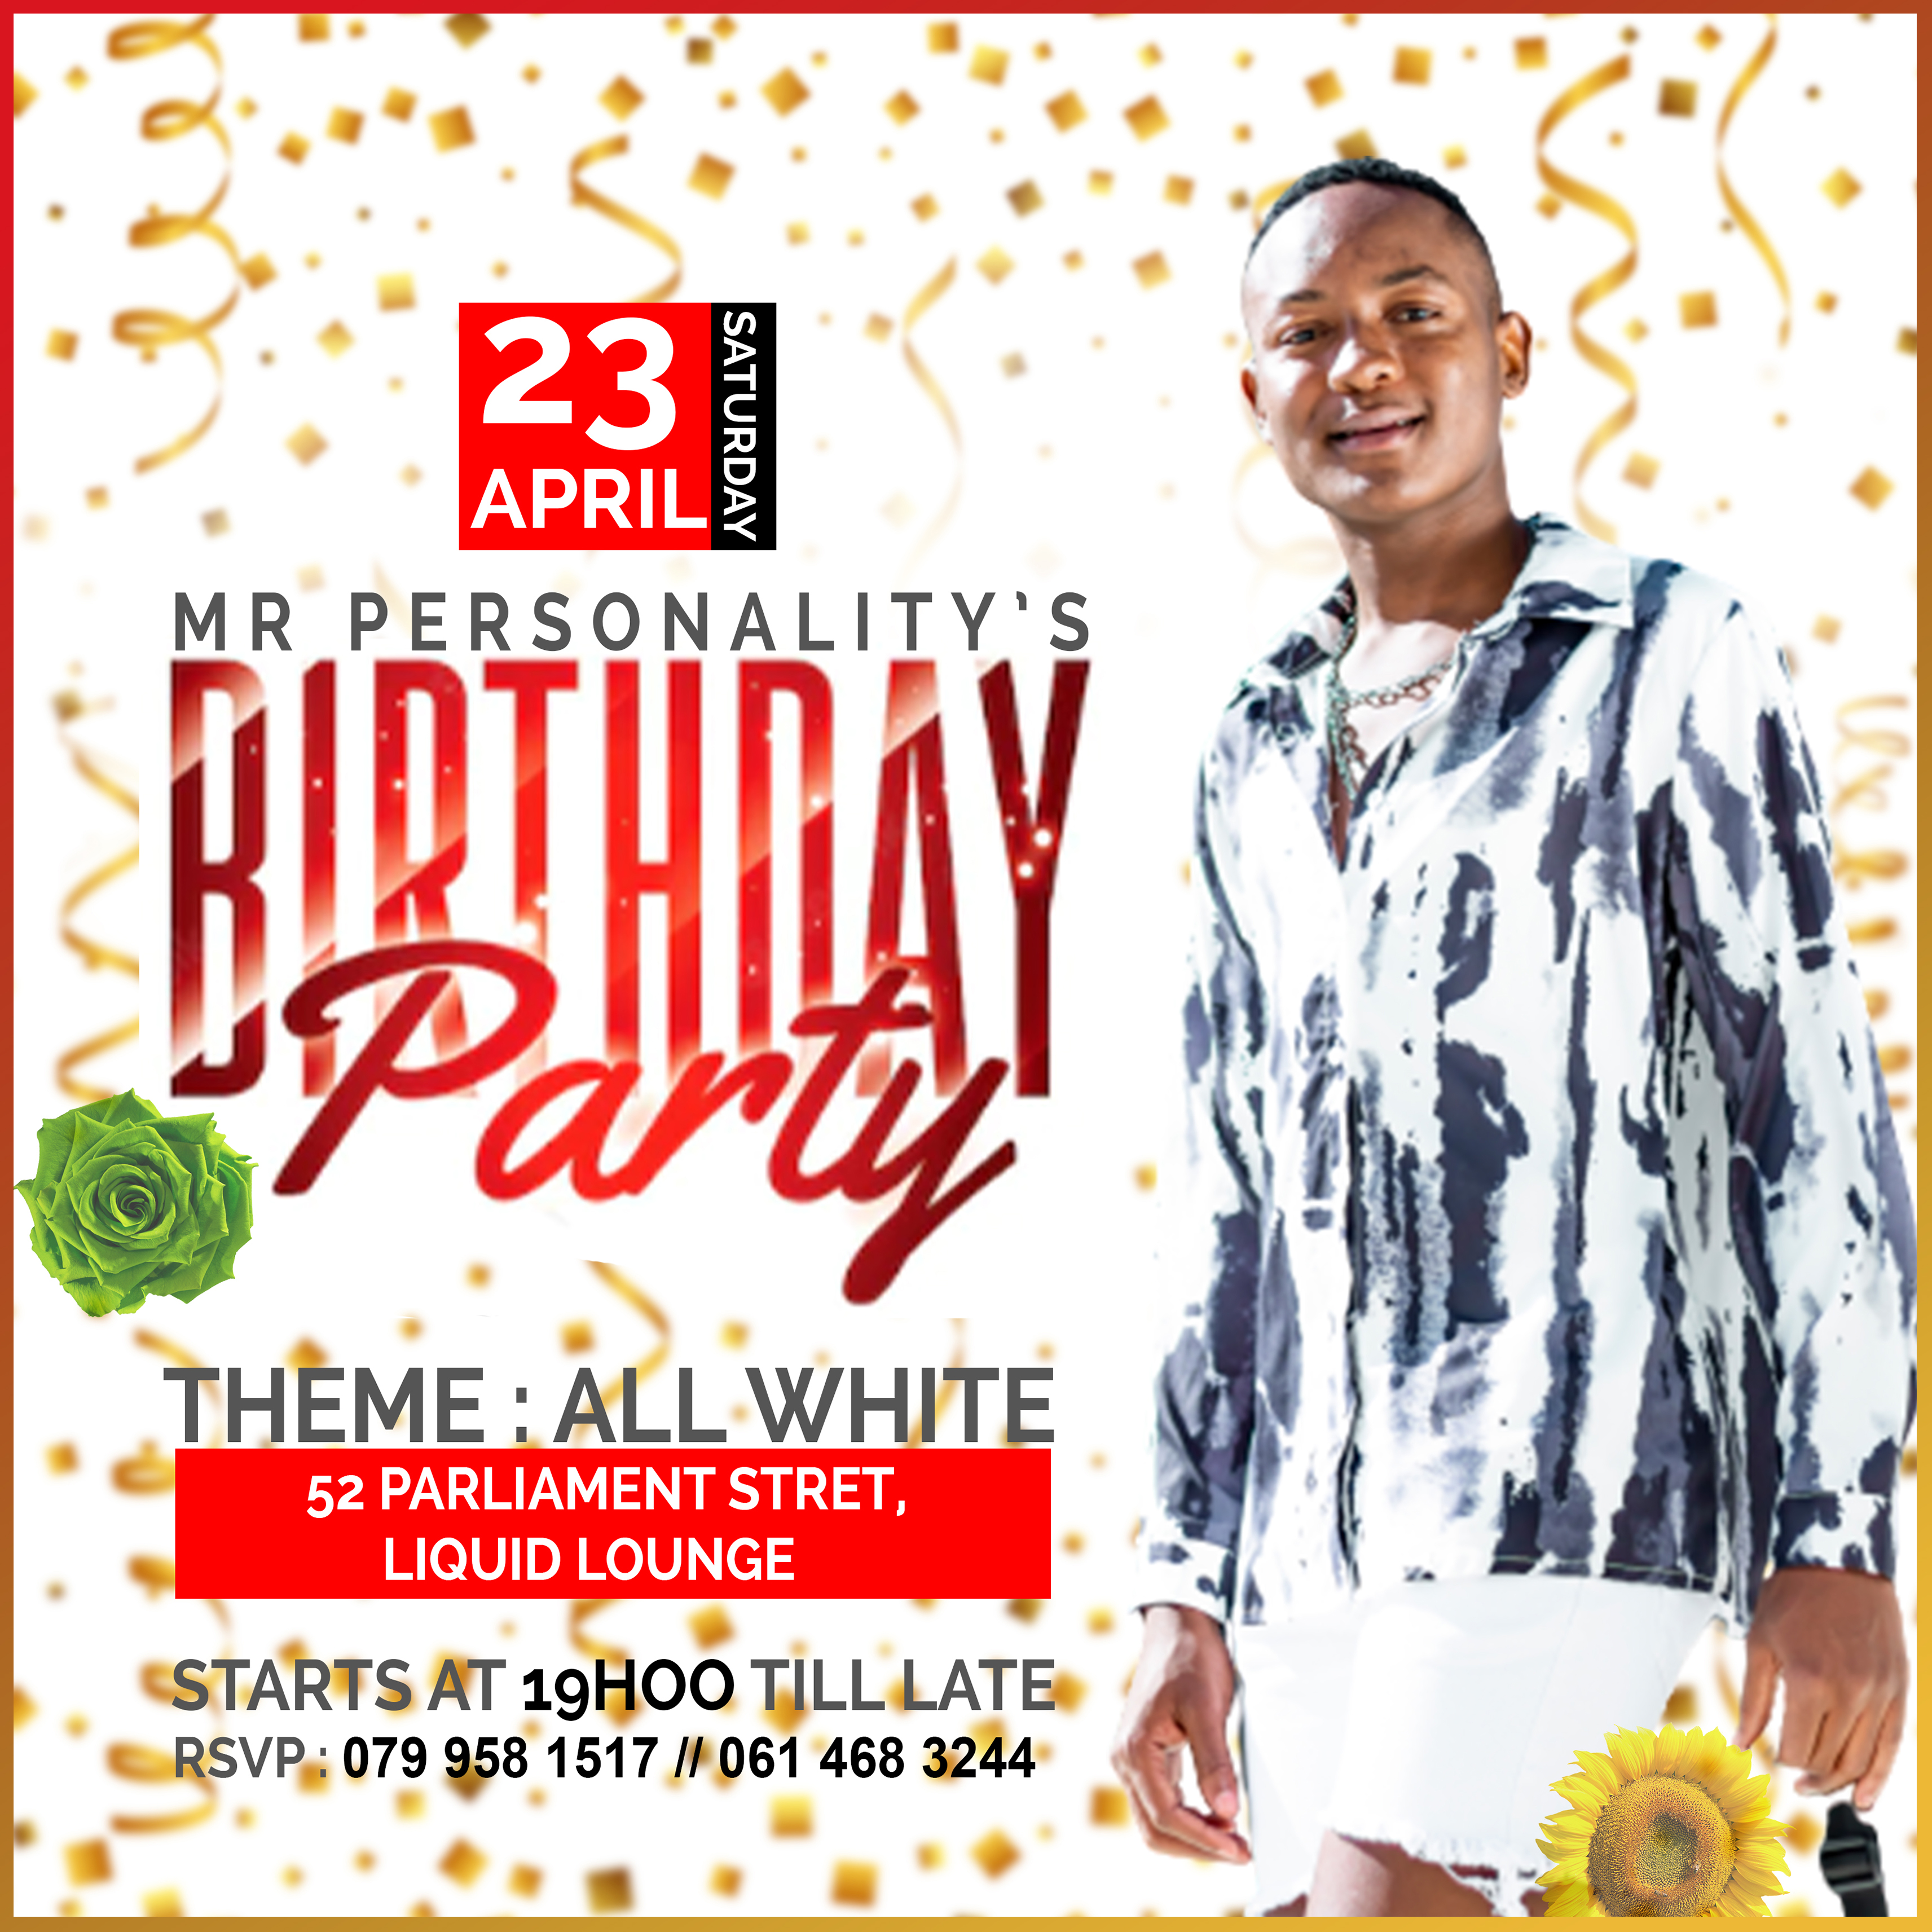 23
APRIL
SATURDAY
MR PERSONALITY'S
BIRTHDAY
Party
THEME : ALL WHITE
52 PARLIAMENT STRET,
LIQUID LOUNGE
STARTS AT 19HOO TILL LATE
RSVP : 079 958 1517 // 061 468 3244